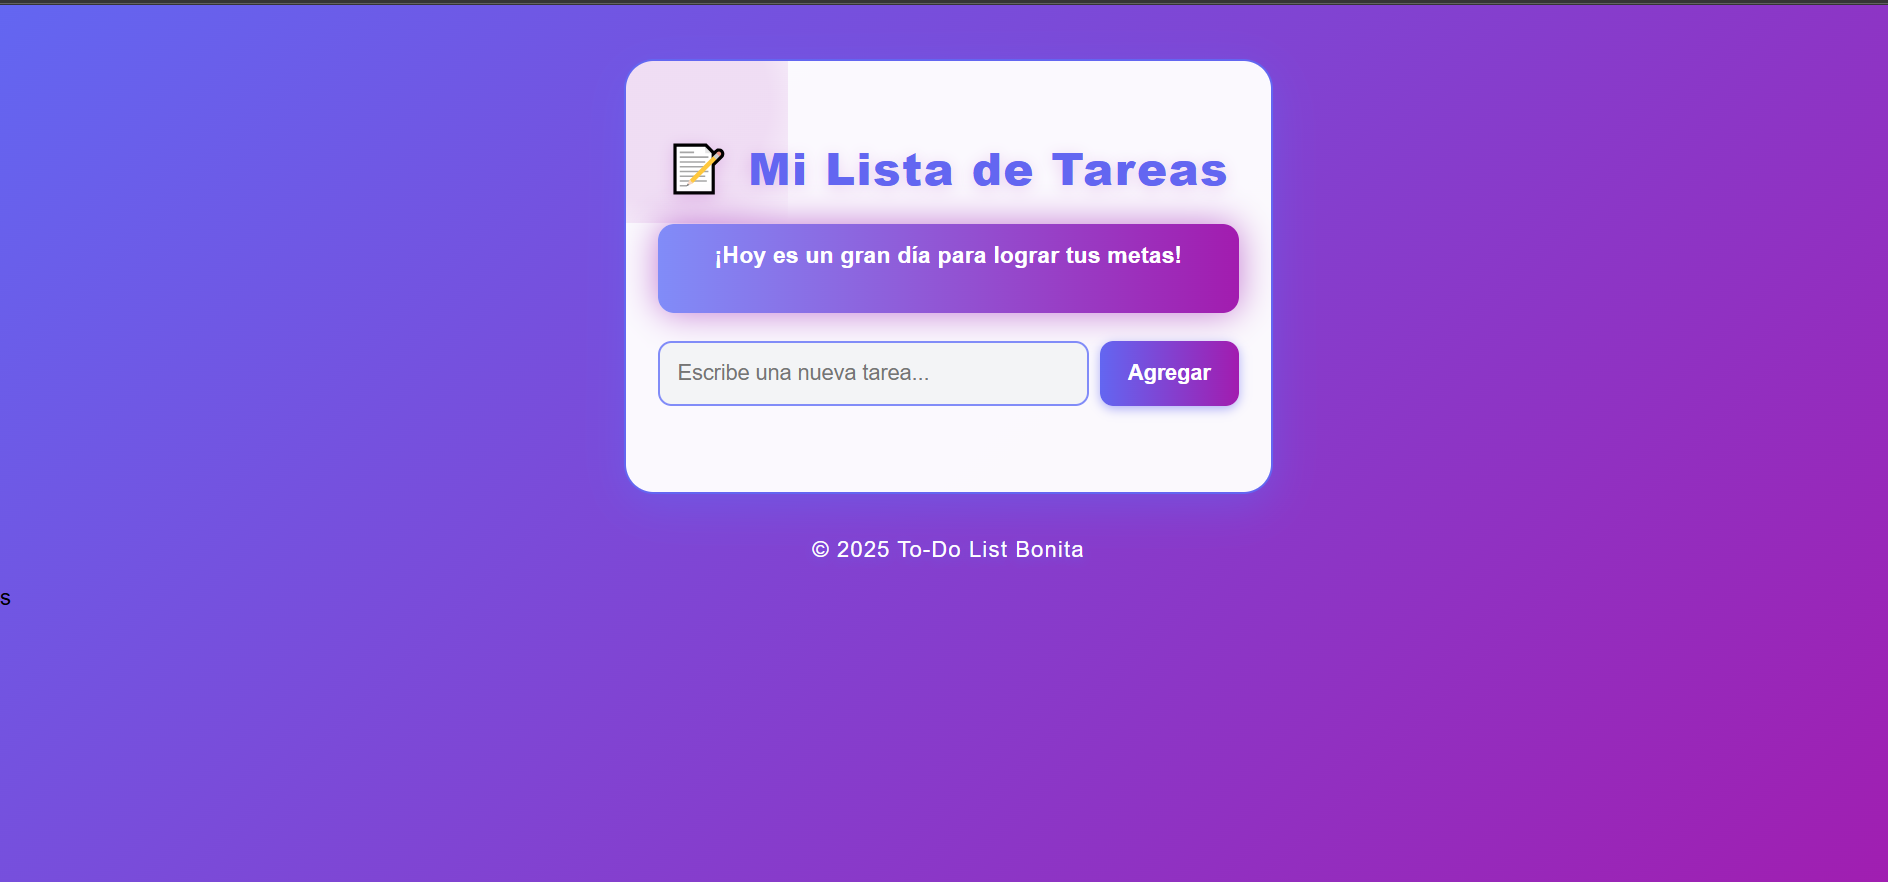 Mi Lista de Tareas
¡Hoy es un gran día para lograr tus metas!
Escribe una nueva tarea...
Agregar
© 2025 To-Do List Bonita
s